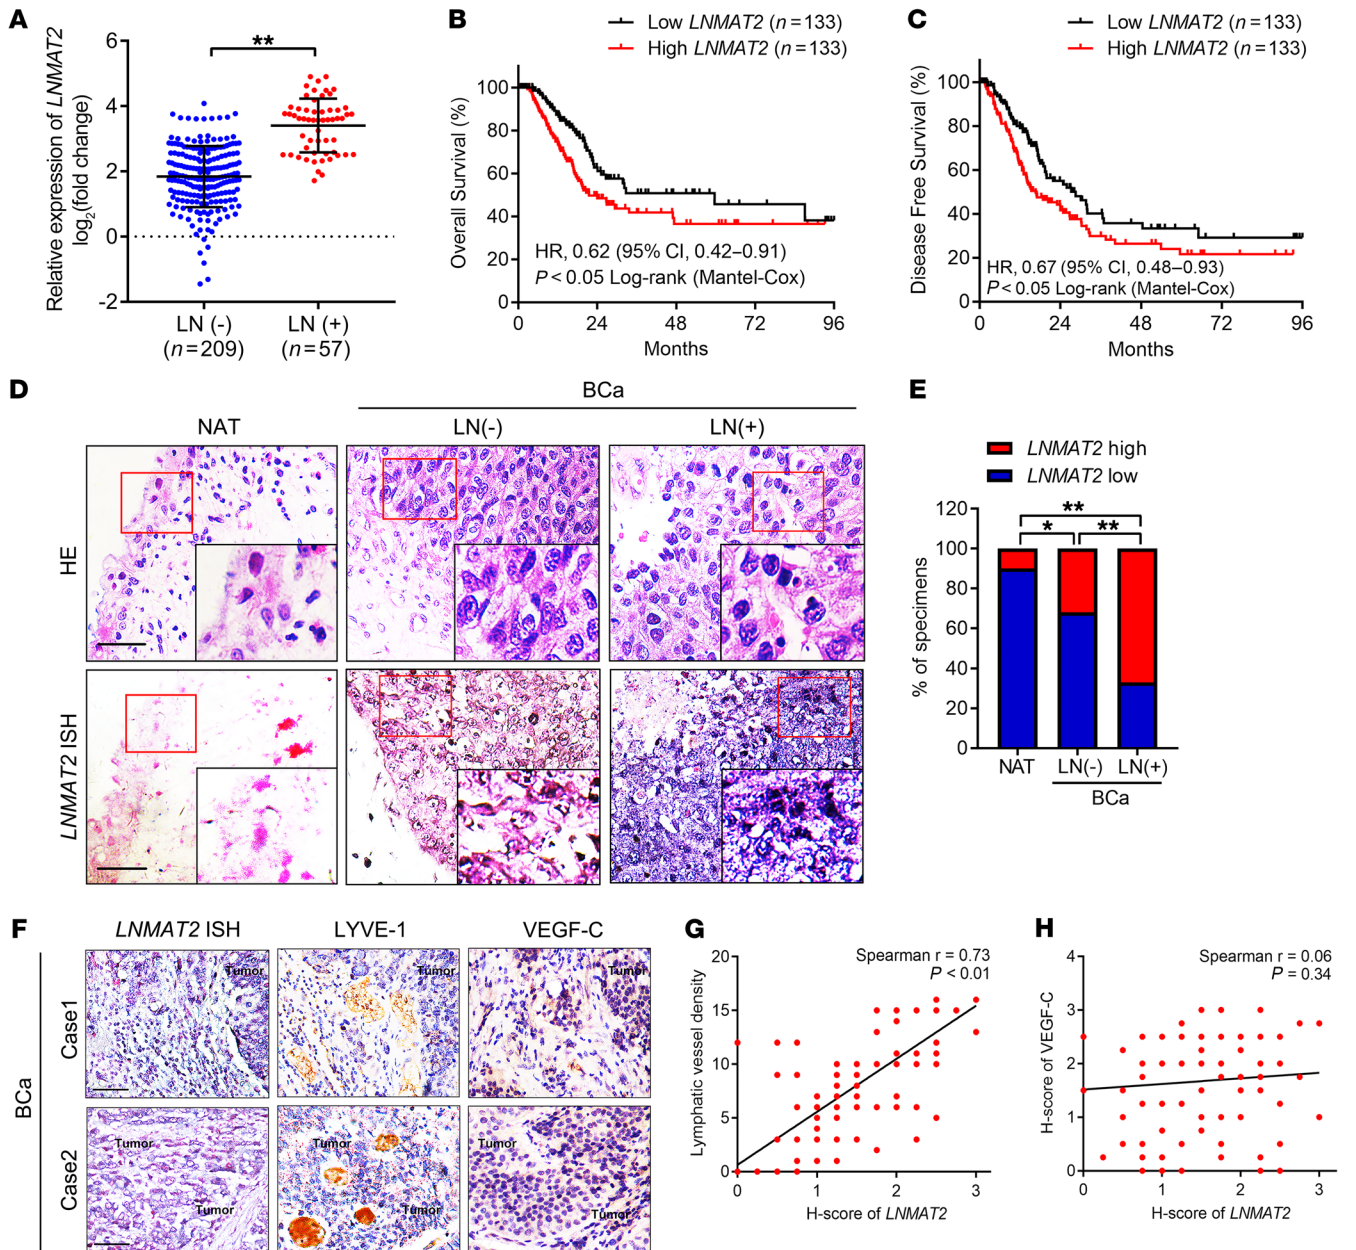 A
Relative expression of LNMAT2
log2(fold change)
6
4
2
0
-2
**
LN (-)
(n=209)
LN (+)
(n=57)
B
Low LNMAT2 (n=133)
High LNMAT2 (n=133)
Overall Survival (%)
100
80
60
40
20
0
HR, 0.62 (95% CI, 0.42–0.91)
P<0.05 Log-rank (Mantel-Cox)
0 24 48 72 96
Months
C
Low LNMAT2 (n=133)
High LNMAT2 (n=133)
Disease Free Survival (%)
100
80
60
40
20
0
HR, 0.67 (95% CI, 0.48–0.93)
P<0.05 Log-rank (Mantel-Cox)
0 24 48 72 96
Months
D
BCa
NAT LN(-) LN(+)
HE
LNMAT2 ISH
E
LNMAT2 high
LNMAT2 low
% of specimens
120
100
80
60
40
20
0
**
* **
NAT LN(-) LN(+)
BCa
F
LNMAT2 ISH LYVE-1 VEGF-C
BCa
Case1
Tumor Tumor Tumor
Case2
Tumor Tumor Tumor
Tumor Tumor Tumor
G
Spearman r = 0.73
P < 0.01
Lymphatic vessel density
20
15
10
5
0
0 1 2 3
H-score of LNMAT2
H
Spearman r = 0.06
P = 0.34
H-score of VEGF-C
4
3
2
1
0
0 1 2 3
H-score of LNMAT2